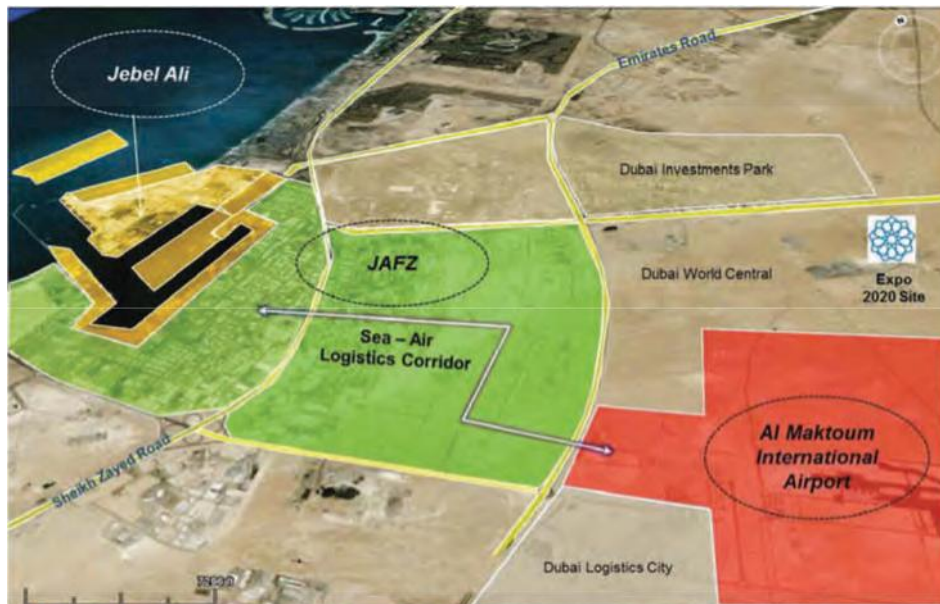 Jebel Ali
Emirates Road
Dubai Investments Park
JAFZ
Dubai World Central
Expo
2020 Site
Sea – Air
Logistics Corridor
Al Maktoum
International
Airport
Sheikh Zayed Road
Dubai Logistics City